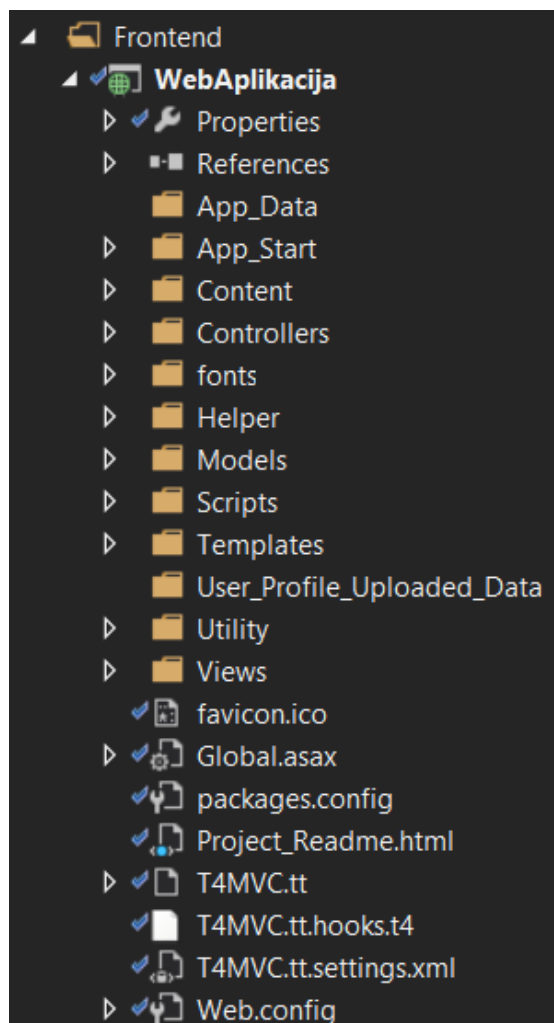 Frontend
WebAplikacija
Properties
References
App_Data
App_Start
Content
Controllers
fonts
Helper
Models
Scripts
Templates
User_Profile_Uploaded_Data
Utility
Views
favicon.ico
Global.asax
packages.config
Project_Readme.html
T4MVC.tt
T4MVC.tt.hooks.t4
T4MVC.tt.settings.xml
Web.config